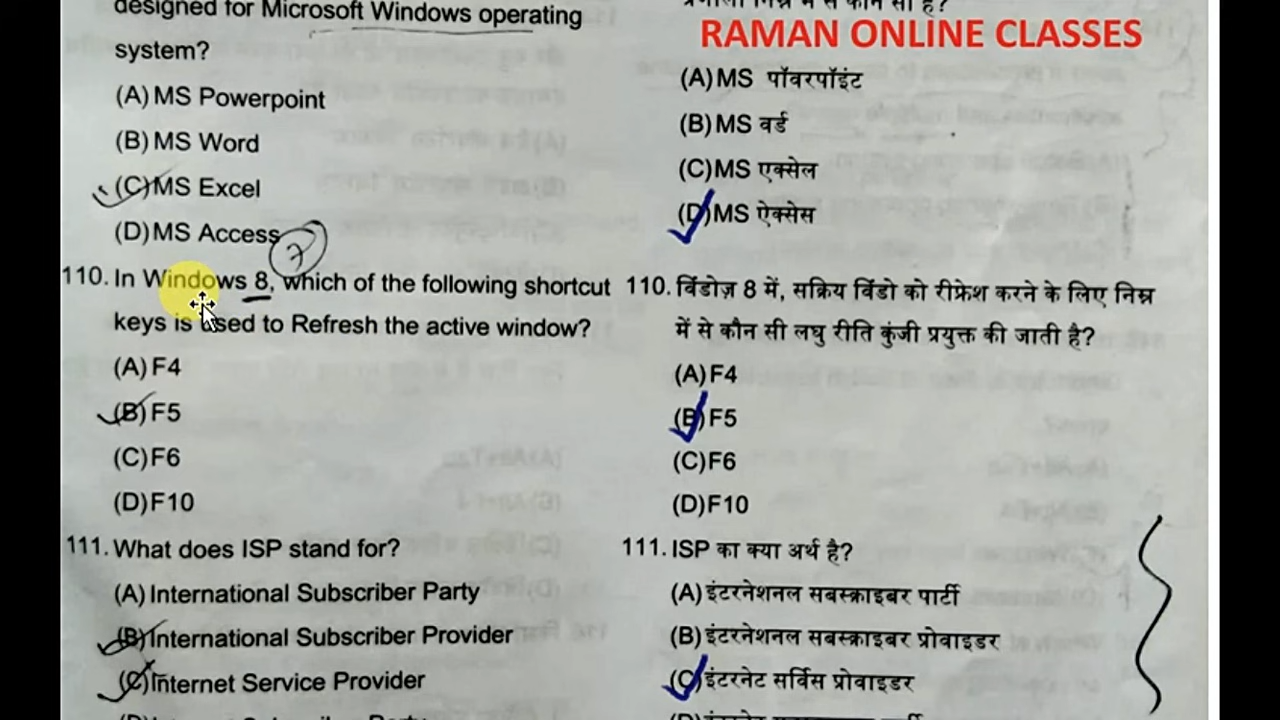 designed for Microsoft Windows operating
system?
(A) MS Powerpoint
(B) MS Word
(C) MS Excel
(D) MS Access
7
110. In Windows 8, which of the following shortcut
keys is used to Refresh the active window?
(A) F4
(B) F5
(C) F6
(D) F10
111. What does ISP stand for?
(A) International Subscriber Party
(B) International Subscriber Provider
(C) Internet Service Provider
RAMAN ONLINE CLASSES
(A) MS पॉवरपॉइंट
(B) MS वर्ड
(C) MS एक्सेल
(D) MS ऐक्सेस
110. विंडोज़ 8 में, सक्रिय विंडो को रीफ्रेश करने के लिए निम्न
में से कौन सी लघु रीति कुंजी प्रयुक्त की जाती है?
(A) F4
(B) F5
(C) F6
(D) F10
111. ISP का क्या अर्थ है?
(A) इंटरनेशनल सबस्क्राइबर पार्टी
(B) इंटरनेशनल सबस्क्राइबर प्रोवाइडर
(C) इंटरनेट सर्विस प्रोवाइडर